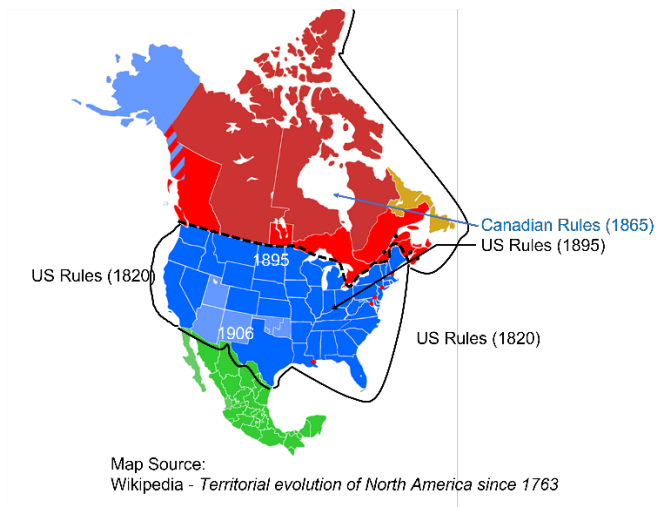 Canadian Rules (1865)
US Rules (1895)
1895
US Rules (1820)
1906
US Rules (1820)
Map Source:
Wikipedia - Territorial evolution of North America since 1763